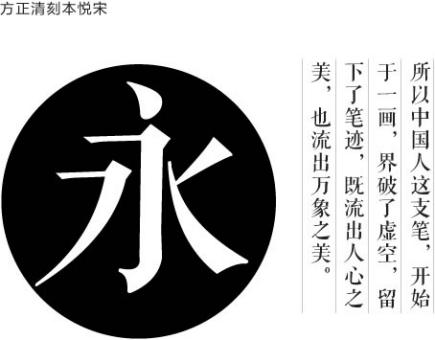 方正清刻本悦宋
永
所以中国人这支笔，开始
于一画，界破了虚空，留
下了笔迹，既流出人心之
美，也流出万象之美。